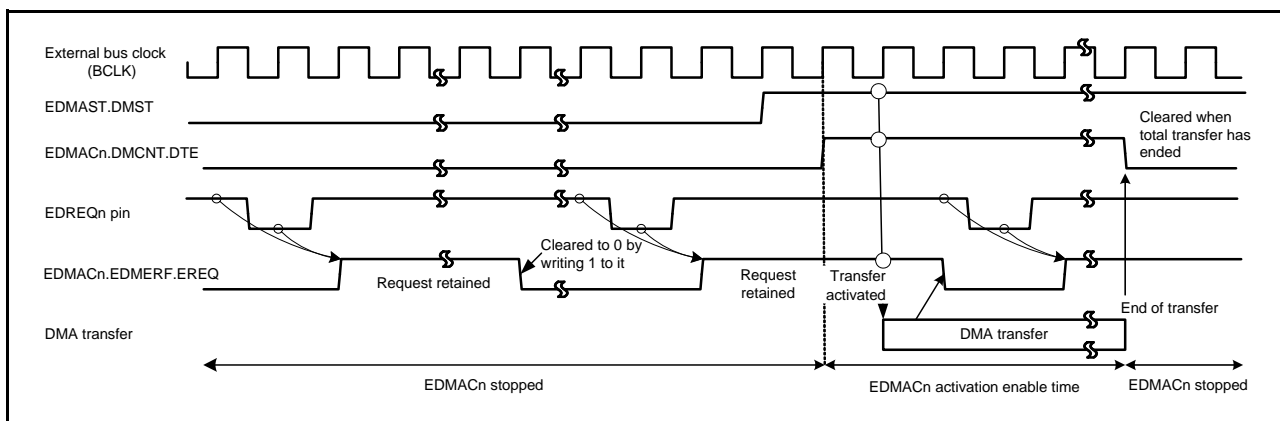 External bus clock
(BCLK)
EDMAST.DMST
Cleared when
total transfer has
ended
EDMACn.DMCNT.DTE
EDREQn pin
Cleared to 0 by
writing 1 to it
EDMACn.EDMERF.EREQ
Request retained
Request
retained
Transfer
activated
End of transfer
DMA transfer
DMA transfer
EDMACn stopped
EDMACn activation enable time
EDMACn stopped